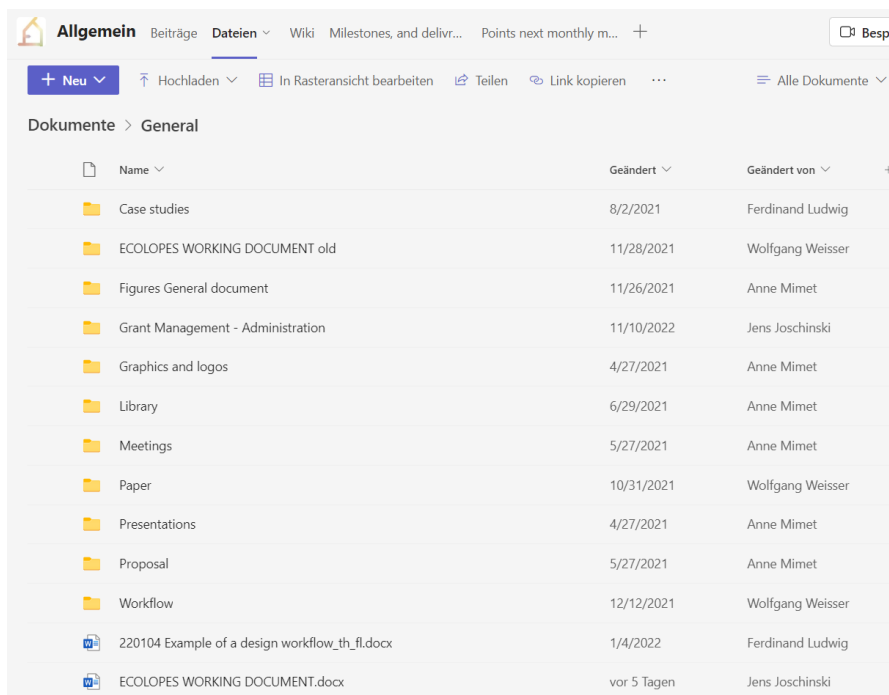 Allgemein Beiträge Dateien Wiki Milestones, and delivr... Points next monthly m...
+ Neu Hochladen In Rasteransicht bearbeiten Teilen Link kopieren ... Alle Dokumente
Dokumente > General
Name Geändert Geändert von
Case studies 8/2/2021 Ferdinand Ludwig
ECOLOPES WORKING DOCUMENT old 11/28/2021 Wolfgang Weisser
Figures General document 11/26/2021 Anne Mimet
Grant Management - Administration 11/10/2022 Jens Joschinski
Graphics and logos 4/27/2021 Anne Mimet
Library 6/29/2021 Anne Mimet
Meetings 5/27/2021 Anne Mimet
Paper 10/31/2021 Wolfgang Weisser
Presentations 4/27/2021 Anne Mimet
Proposal 5/27/2021 Anne Mimet
Workflow 12/12/2021 Wolfgang Weisser
220104 Example of a design workflow_th_fl.docx 1/4/2022 Ferdinand Ludwig
ECOLOPES WORKING DOCUMENT.docx vor 5 Tagen Jens Joschinski